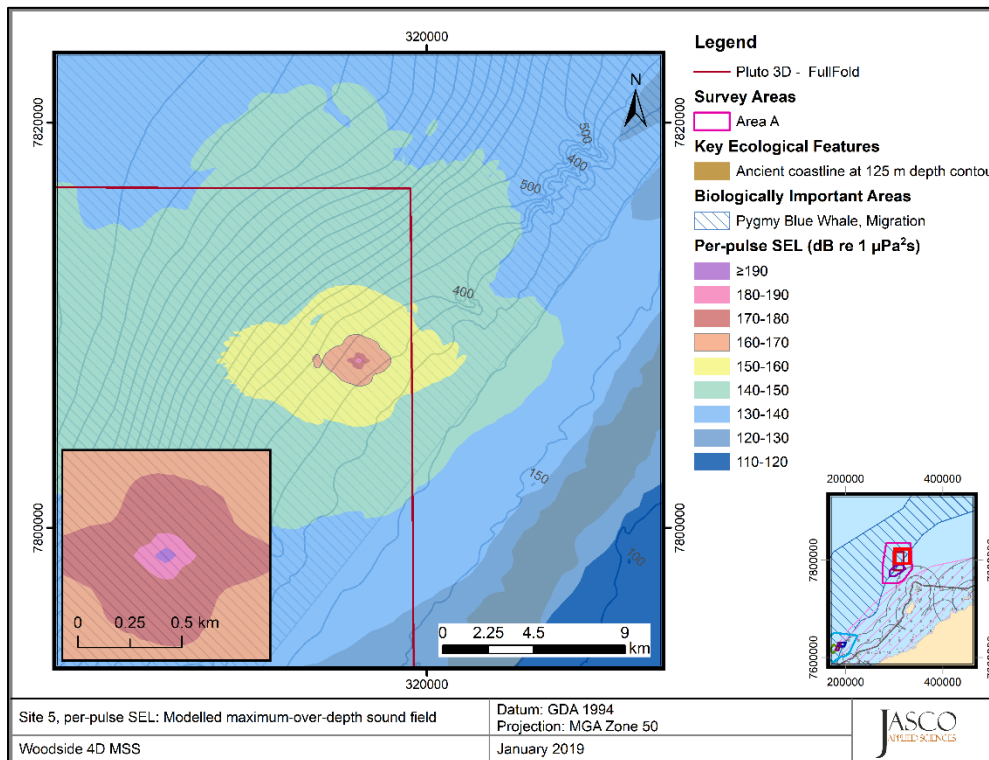 320000
7820000
7820000
N
500
400
500
400
150
100
7800000
7800000
0 0.25 0.5 km
0 2.25 4.5 9
km
320000
Legend
Pluto 3D - FullFold
Survey Areas
Area A
Key Ecological Features
Ancient coastline at 125 m depth contou
Biologically Important Areas
Pygmy Blue Whale, Migration
Per-pulse SEL (dB re 1 µPa²s)
≥190
180-190
170-180
160-170
150-160
140-150
130-140
120-130
110-120
200000 400000
7800000
7800000
7600000
200000 400000
Site 5, per-pulse SEL: Modelled maximum-over-depth sound field
Woodside 4D MSS
Datum: GDA 1994
Projection: MGA Zone 50
January 2019
JASCO
APPLIED SCIENCES